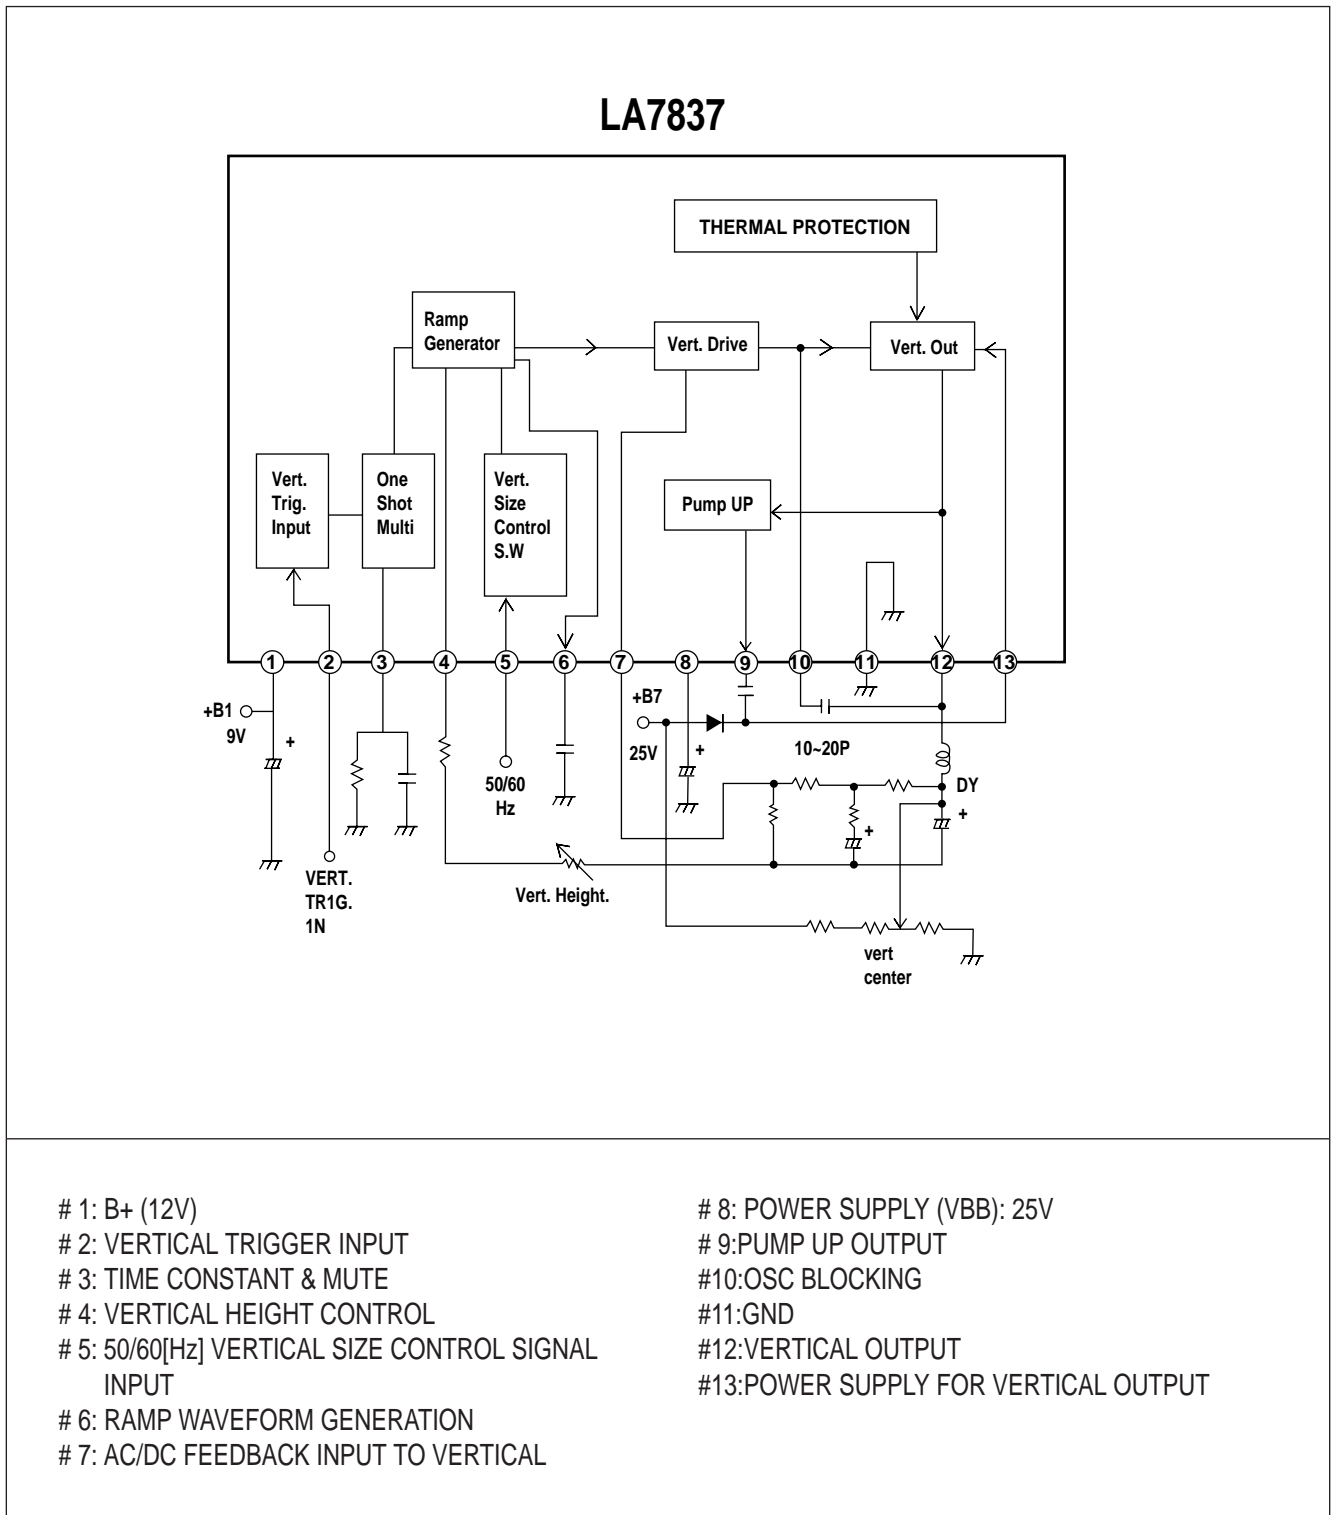 LA7837
THERMAL PROTECTION
Ramp
Generator
Vert. Drive
Vert. Out
Vert.
Trig.
Input
One
Shot
Multi
Vert.
Size
Control
S.W
Pump UP
1
2
3
4
5
6
7
8
9
10
11
12
13
+B1
9V
+
50/60
Hz
+B7
25V
+
10~20P
DY
+
+
VERT.
TR1G.
1N
Vert. Height.
vert
center
# 1: B+ (12V)
# 2: VERTICAL TRIGGER INPUT
# 3: TIME CONSTANT & MUTE
# 4: VERTICAL HEIGHT CONTROL
# 5: 50/60[Hz] VERTICAL SIZE CONTROL SIGNAL
INPUT
# 6: RAMP WAVEFORM GENERATION
# 7: AC/DC FEEDBACK INPUT TO VERTICAL
# 8: POWER SUPPLY (VBB): 25V
# 9:PUMP UP OUTPUT
#10:OSC BLOCKING
#11:GND
#12:VERTICAL OUTPUT
#13:POWER SUPPLY FOR VERTICAL OUTPUT